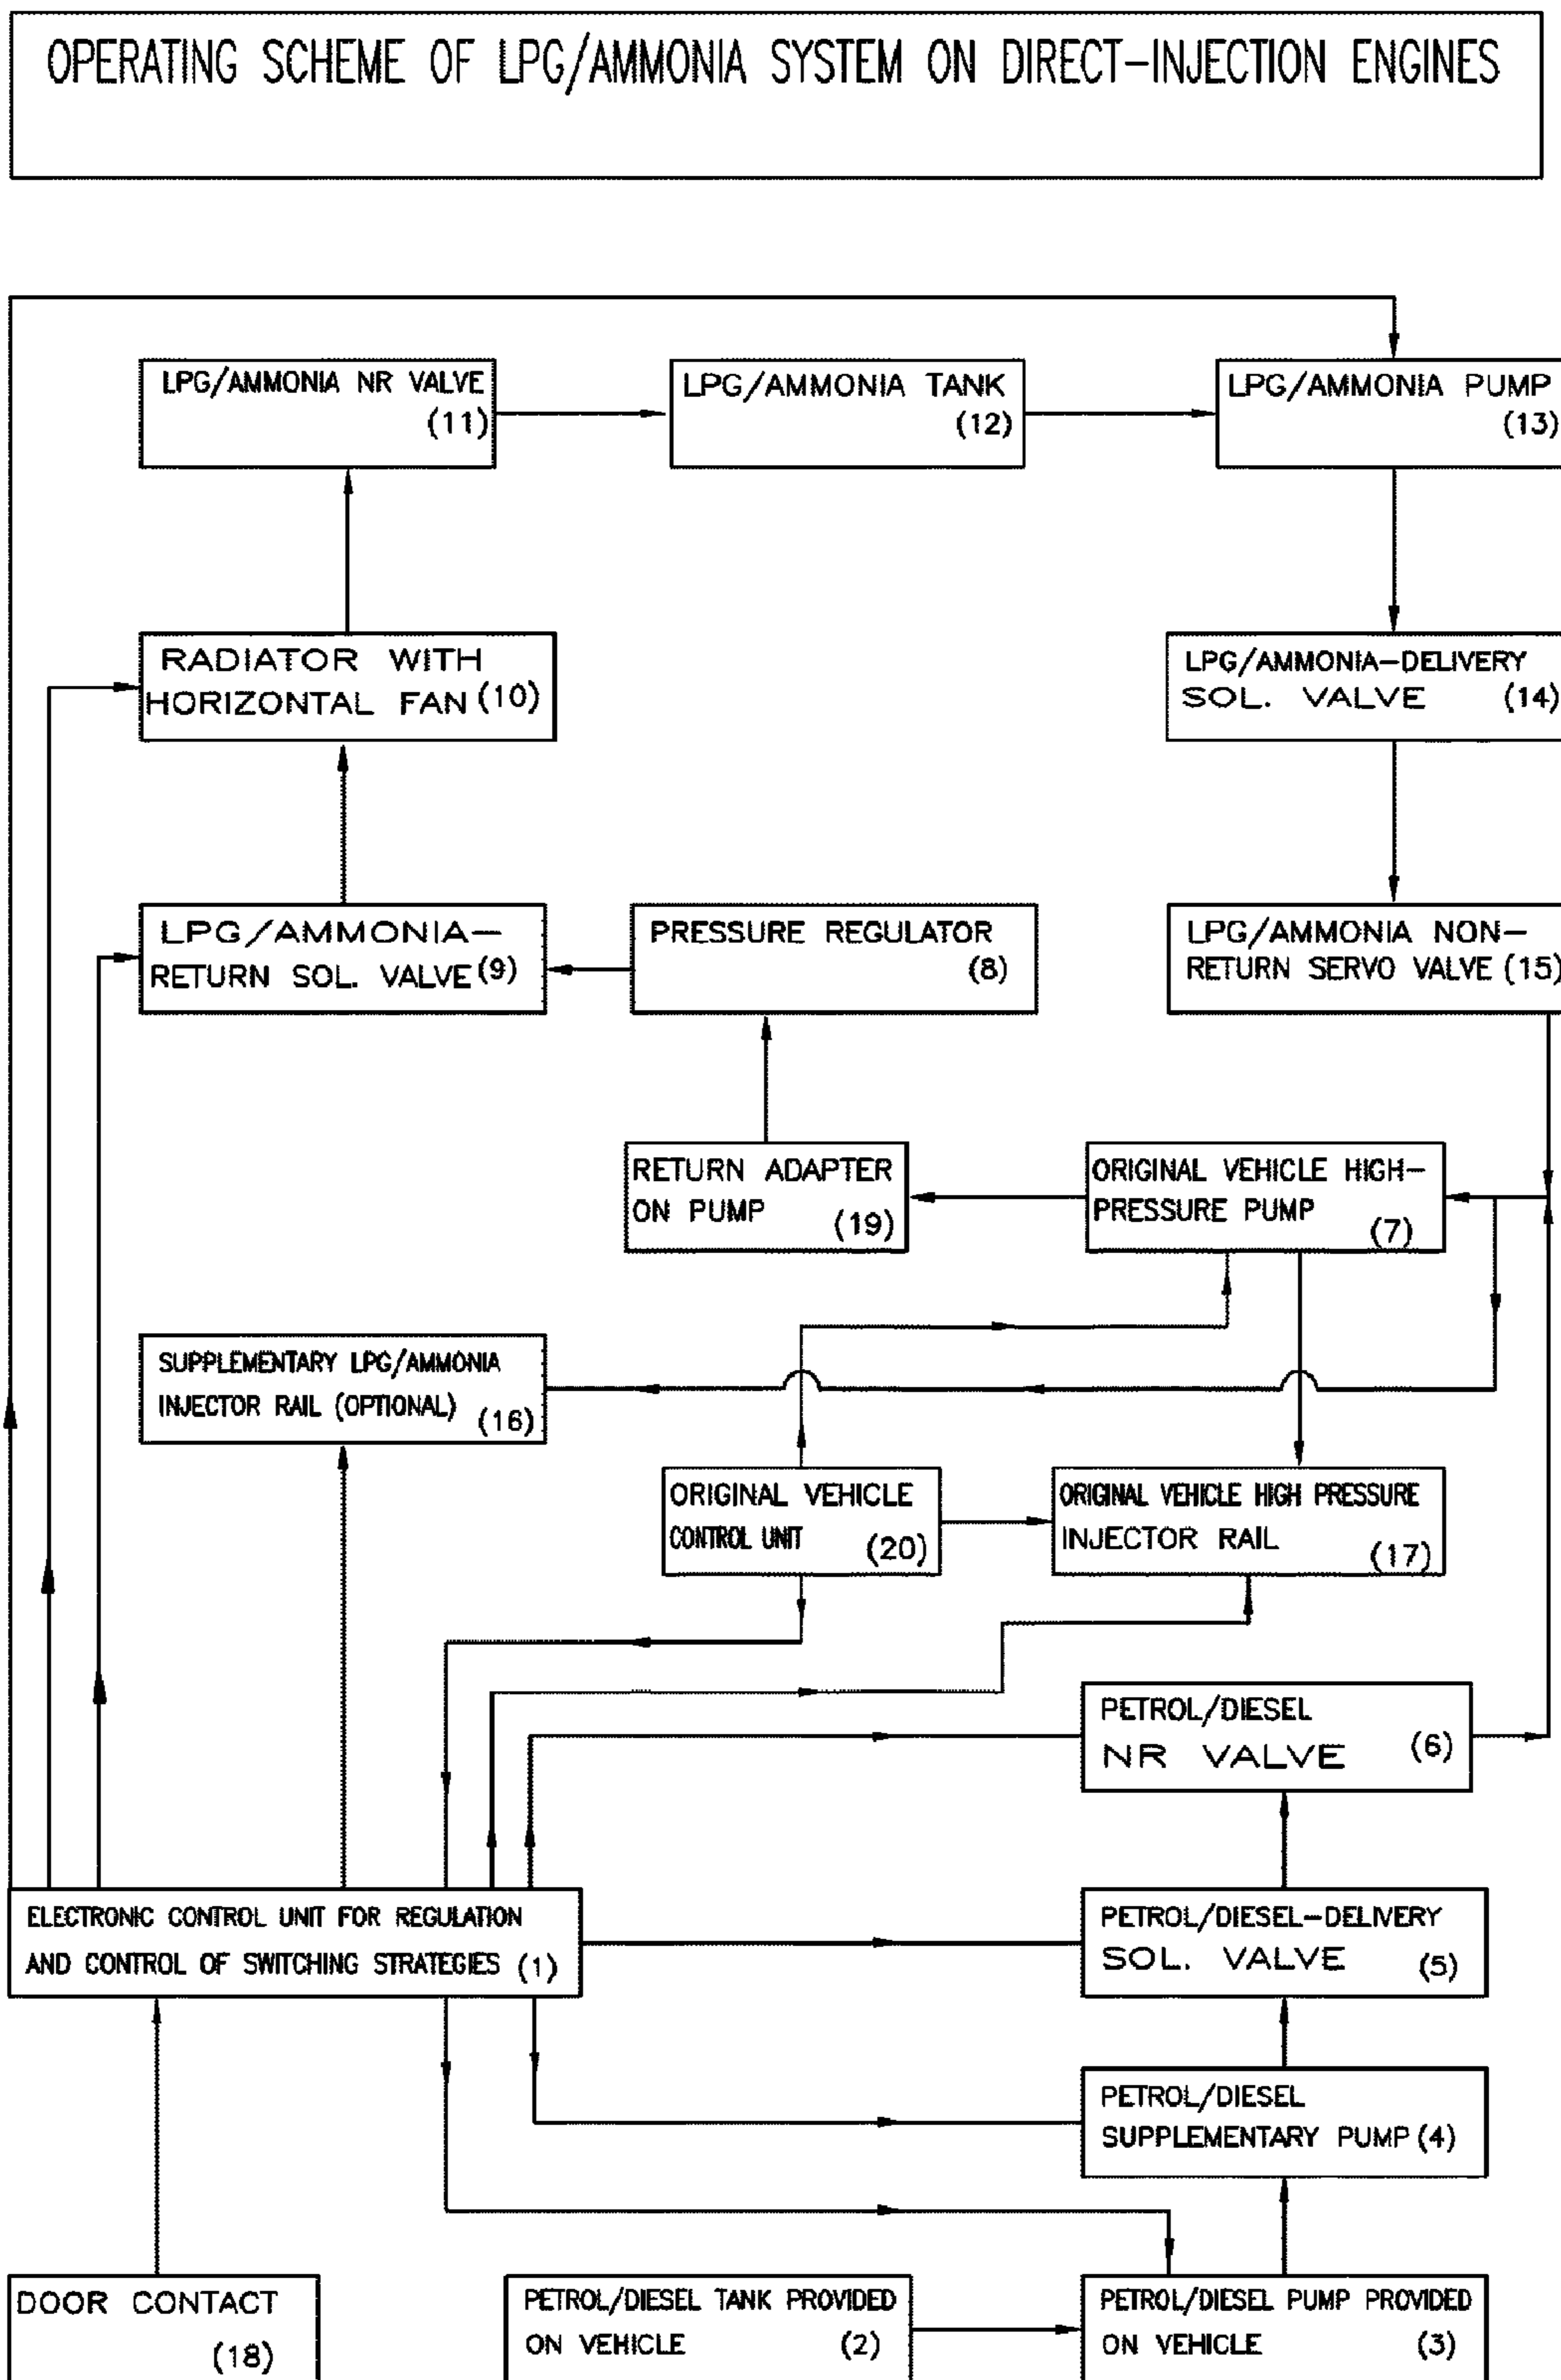 OPERATING SCHEME OF LPG/AMMONIA SYSTEM ON DIRECT-INJECTION ENGINES
LPG/AMMONIA NR VALVE
(11)
LPG/AMMONIA TANK
(12)
LPG/AMMONIA PUMP
(13)
RADIATOR WITH
HORIZONTAL FAN (10)
LPG/AMMONIA-DELIVERY
SOL. VALVE (14)
LPG/AMMONIA-
RETURN SOL. VALVE (9)
PRESSURE REGULATOR
(8)
LPG/AMMONIA NON-
RETURN SERVO VALVE (15)
RETURN ADAPTER
ON PUMP (19)
ORIGINAL VEHICLE HIGH-
PRESSURE PUMP (7)
SUPPLEMENTARY LPG/AMMONIA
INJECTOR RAIL (OPTIONAL) (16)
ORIGINAL VEHICLE
CONTROL UNIT (20)
ORIGINAL VEHICLE HIGH PRESSURE
INJECTOR RAIL (17)
PETROL/DIESEL
NR VALVE (6)
ELECTRONIC CONTROL UNIT FOR REGULATION
AND CONTROL OF SWITCHING STRATEGIES (1)
PETROL/DIESEL-DELIVERY
SOL. VALVE (5)
PETROL/DIESEL
SUPPLEMENTARY PUMP (4)
DOOR CONTACT
(18)
PETROL/DIESEL TANK PROVIDED
ON VEHICLE (2)
PETROL/DIESEL PUMP PROVIDED
ON VEHICLE (3)